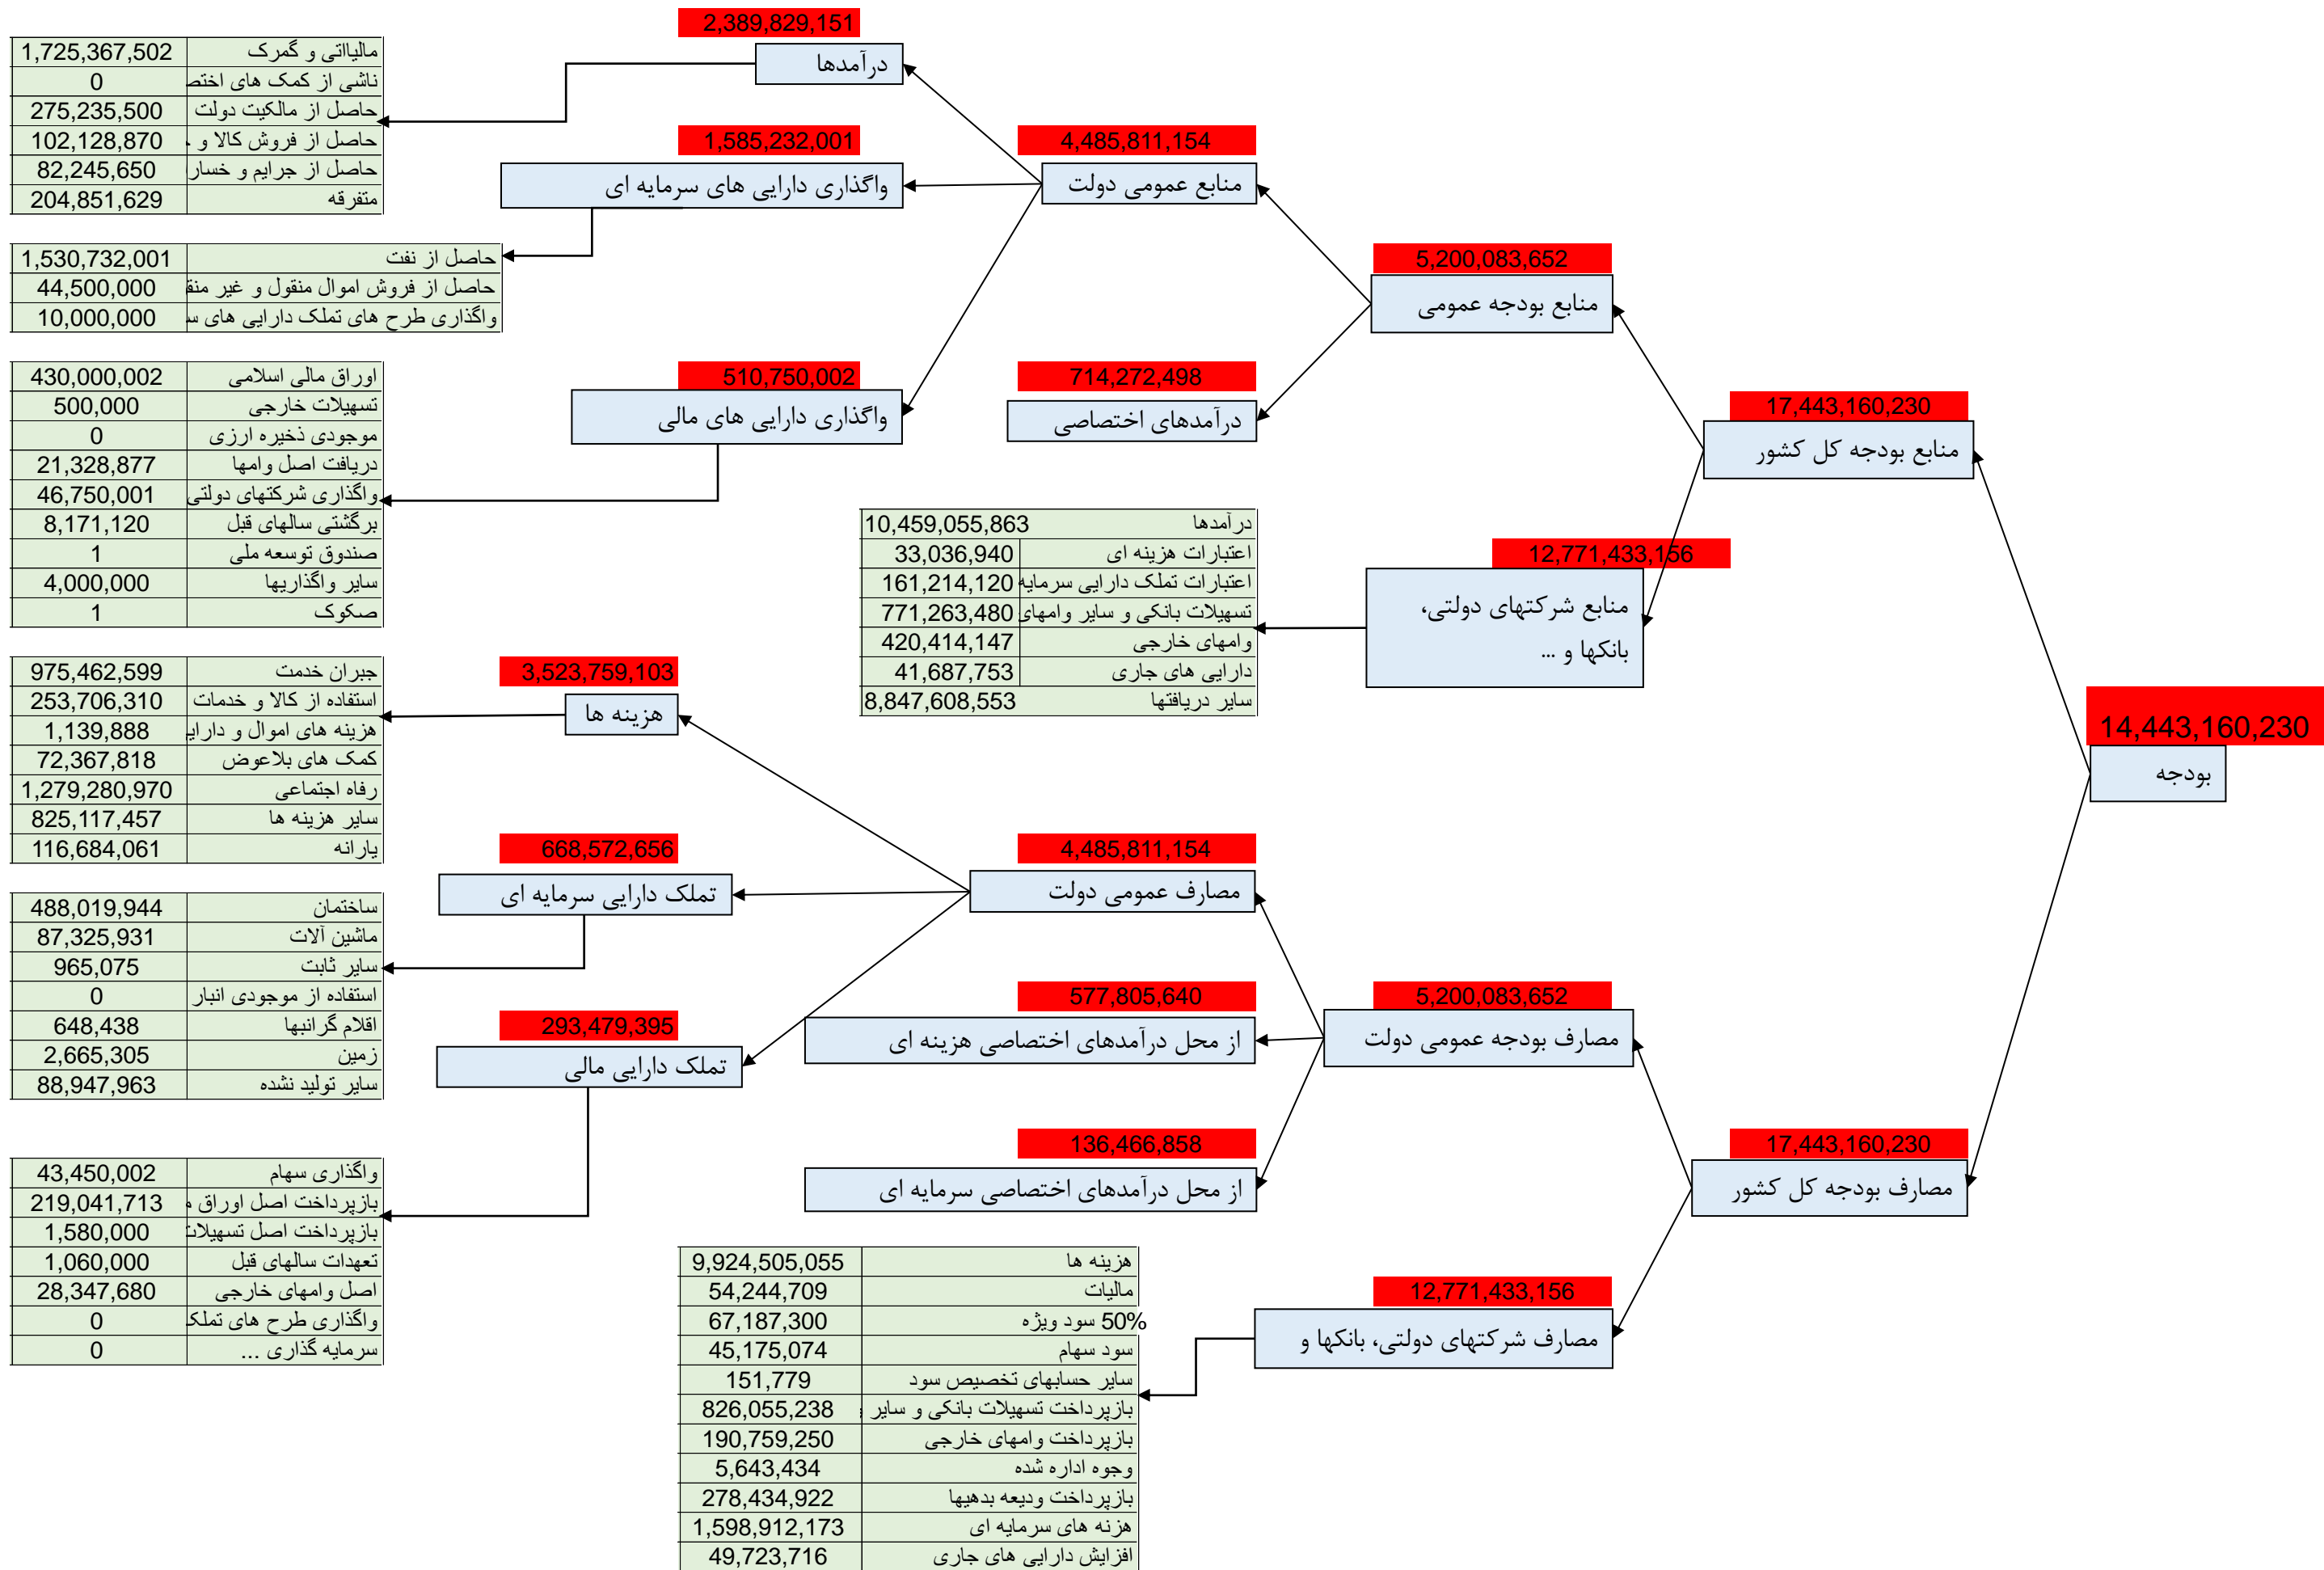 2,389,829,151
درآمدها
مالیااتی و گمرک 1,725,367,502
ناشی از کمک های اختص 0
حاصل از مالکیت دولت 275,235,500
حاصل از فروش کالا و 102,128,870
حاصل از جرایم و خسار 82,245,650
متفرقه 204,851,629
1,585,232,001
واگذاری دارایی های سرمایه ای
4,485,811,154
منابع عمومی دولت
حاصل از نفت 1,530,732,001
حاصل از فروش اموال منقول و غیر منق 44,500,000
واگذاری طرح های تملک دارایی های س 10,000,000
5,200,083,652
منابع بودجه عمومی
510,750,002
واگذاری دارایی های مالی
714,272,498
درآمدهای اختصاصی
اوراق مالی اسلامی 430,000,002
تسهیلات خارجی 500,000
موجودی ذخیره ارزی 0
دریافت اصل وامها 21,328,877
واگذاری شرکتهای دولتی 46,750,001
برگشتی سالهای قبل 8,171,120
صندوق توسعه ملی 1
سایر واگذاریها 4,000,000
صکوک 1
17,443,160,230
منابع بودجه کل کشور
درآمدها 10,459,055,863
اعتبارات هزینه ای 33,036,940
اعتبارات تملک دارایی سرمایه 161,214,120
تسهیلات بانکی و سایر وامهای 771,263,480
وامهای خارجی 420,414,147
دارایی های جاری 41,687,753
سایر دریافتها 8,847,608,553
12,771,433,156
منابع شرکتهای دولتی،
بانکها و ...
14,443,160,230
بودجه
3,523,759,103
هزینه ها
جبران خدمت 975,462,599
استفاده از کالا و خدمات 253,706,310
هزینه های اموال و دارای 1,139,888
کمک های بلاعوض 72,367,818
رفاه اجتماعی 1,279,280,970
سایر هزینه ها 825,117,457
یارانه 116,684,061
668,572,656
تملک دارایی سرمایه ای
4,485,811,154
مصارف عمومی دولت
ساختمان 488,019,944
ماشین آلات 87,325,931
سایر ثابت 965,075
استفاده از موجودی انبار 0
اقلام گرانبها 648,438
زمین 2,665,305
سایر تولید نشده 88,947,963
293,479,395
تملک دارایی مالی
577,805,640
از محل درآمدهای اختصاصی هزینه ای
5,200,083,652
مصارف بودجه عمومی دولت
136,466,858
از محل درآمدهای اختصاصی سرمایه ای
17,443,160,230
مصارف بودجه کل کشور
واگذاری سهام 43,450,002
بازپرداخت اصل اوراق م 219,041,713
بازپرداخت اصل تسهیلات 1,580,000
تعهدات سالهای قبل 1,060,000
اصل وامهای خارجی 28,347,680
واگذاری طرح های تملک 0
سرمایه گذاری ... 0
12,771,433,156
مصارف شرکتهای دولتی، بانکها و
هزینه ها 9,924,505,055
مالیات 54,244,709
50% سود ویژه 67,187,300
سود سهام 45,175,074
سایر حسابهای تخصیص سود 151,779
بازپرداخت تسهیلات بانکی و سایر 826,055,238
بازپرداخت وامهای خارجی 190,759,250
وجوه اداره شده 5,643,434
بازپرداخت ودیعه بدهیها 278,434,922
هزنه های سرمایه ای 1,598,912,173
افزایش دارایی های جاری 49,723,716